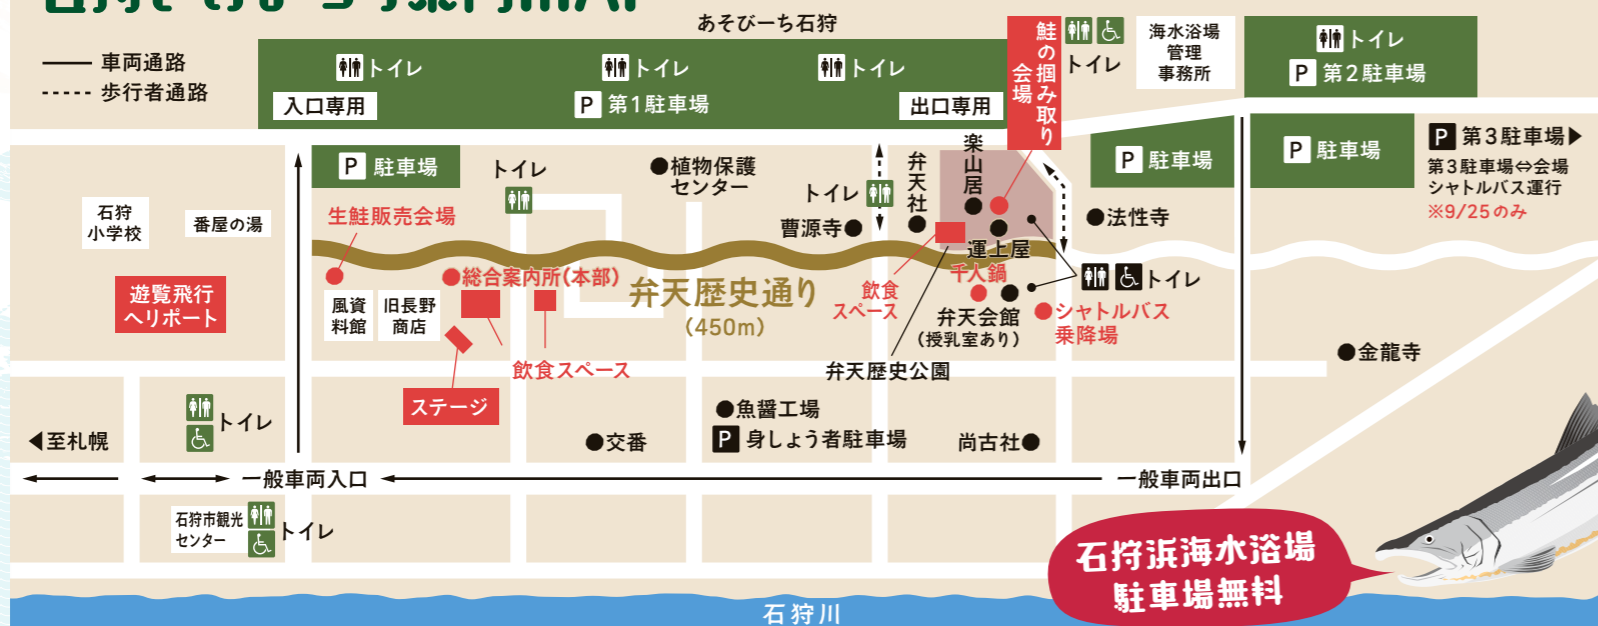 石狩さけまつり案内MAP
車両通路
歩行者通路
あそびーち石狩
トイレ
トイレ
トイレ
入口専用
P 第1駐車場
出口専用
鮭の掴み取り
会場
トイレ
海水浴場
管理
事務所
トイレ
P 第2駐車場
P 駐車場
トイレ
植物保護
センター
トイレ
弁天社
楽山居
P 駐車場
P 駐車場
P 第3駐車場▶
第3駐車場⇔会場
シャトルバス運行
※9/25のみ
石狩
小学校
番屋の湯
生鮭販売会場
曹源寺
運上屋
法性寺
遊覧飛行
ヘリポート
風資
料館
旧長野
商店
総合案内所(本部)
弁天歴史通り
(450m)
飲食
スペース
千人鍋
弁天会館
(授乳室あり)
トイレ
シャトルバス
乗降場
飲食スペース
弁天歴史公園
金龍寺
ステージ
トイレ
魚醤工場
◀至札幌
交番
P 身しょう者駐車場
尚古社
一般車両入口
一般車両出口
石狩市観光
センター
トイレ
石狩浜海水浴場
駐車場無料
石狩川